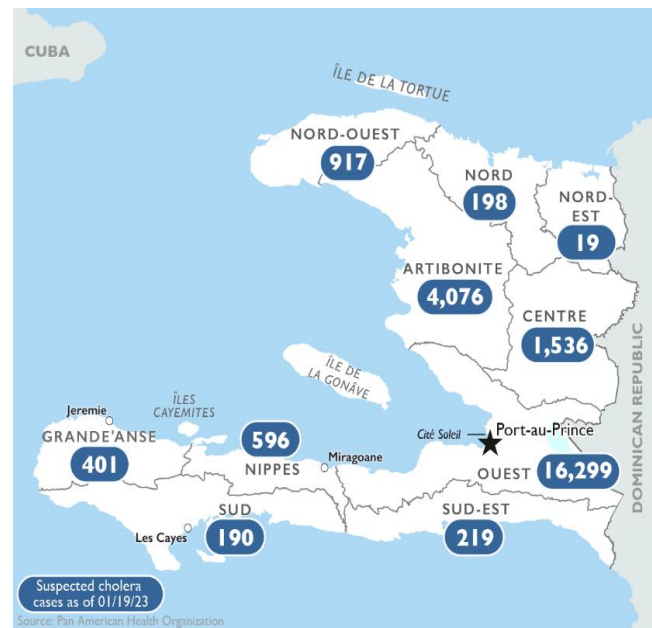 CUBA
ÎLE DE LA TORTUE
NORD-OUEST
917
NORD
198
NORD-
EST
19
ARTIBONITE
4,076
CENTRE
1,536
ÎLE DE
LA GONÂVE
ÎLES
CAYEMITES
Jeremie
GRANDE'ANSE
401
596
NIPPES
Miragoane
Cité Soleil
Port-au-Prince
OUEST
16,299
DOMINICAN REPUBLIC
SUD
190
Les Cayes
SUD-EST
219
Suspected cholera
cases as of 01/19/23
Source: Pan American Health Organization